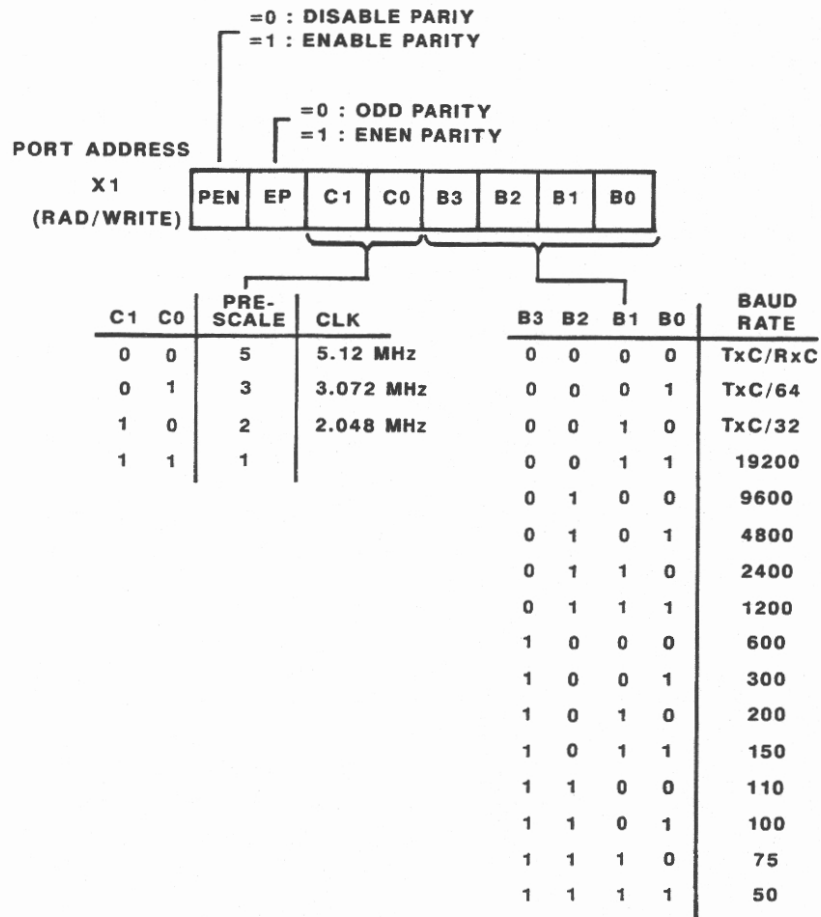 =0 : DISABLE PARIY
=1 : ENABLE PARITY
=0 : ODD PARITY
=1 : ENEN PARITY
PORT ADDRESS
X1
(RAD/WRITE)
PEN EP C1 C0 B3 B2 B1 B0
C1 C0 PRE-SCALE CLK
0 0 5 5.12 MHz
0 1 3 3.072 MHz
1 0 2 2.048 MHz
1 1 1
B3 B2 B1 B0 BAUD RATE
0 0 0 0 TxC/RxC
0 0 0 1 TxC/64
0 0 1 0 TxC/32
0 0 1 1 19200
0 1 0 0 9600
0 1 0 1 4800
0 1 1 0 2400
0 1 1 1 1200
1 0 0 0 600
1 0 0 1 300
1 0 1 0 200
1 0 1 1 150
1 1 0 0 110
1 1 0 1 100
1 1 1 0 75
1 1 1 1 50